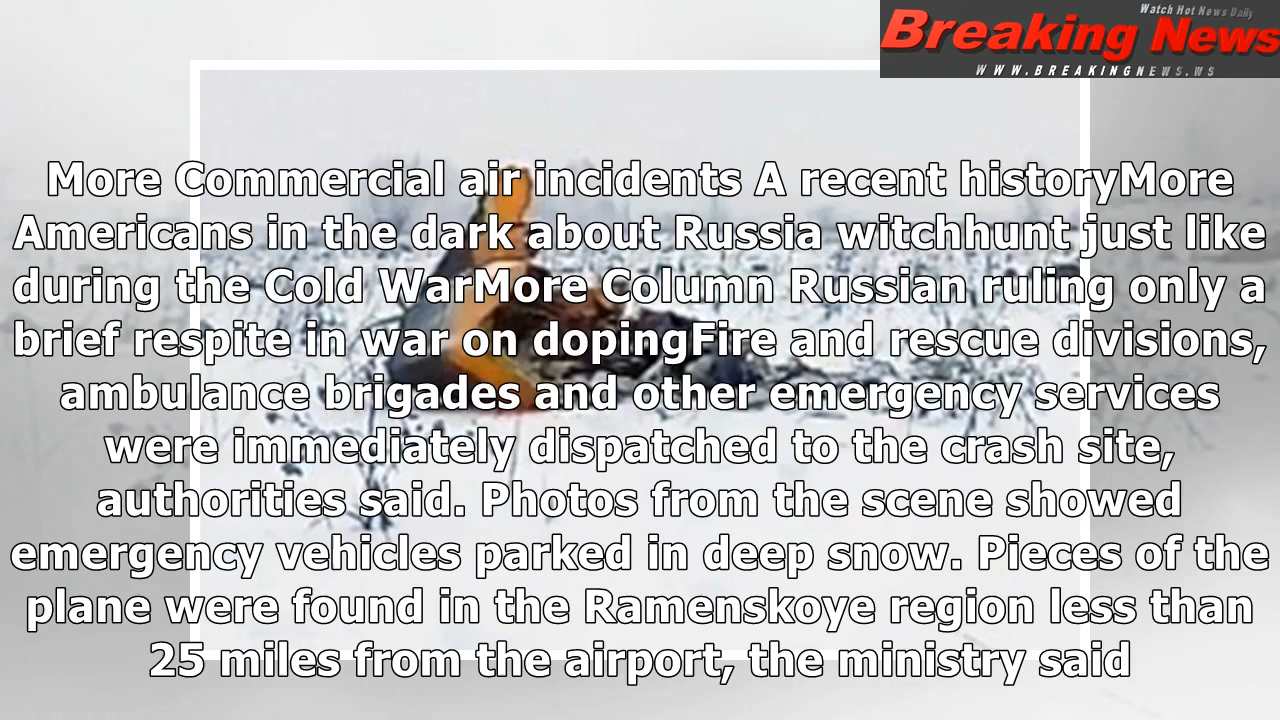 Watch Hot News Daily
Breaking News
WWW.BREAKINGNEWS.WS
More Commercial air incidents A recent historyMore
Americans in the dark about Russia witchhunt just like
during the Cold WarMore Column Russian ruling only a
brief respite in war on dopingFire and rescue divisions,
ambulance brigades and other emergency services
were immediately dispatched to the crash site,
authorities said. Photos from the scene showed
emergency vehicles parked in deep snow. Pieces of the
plane were found in the Ramenskoye region less than
25 miles from the airport, the ministry said